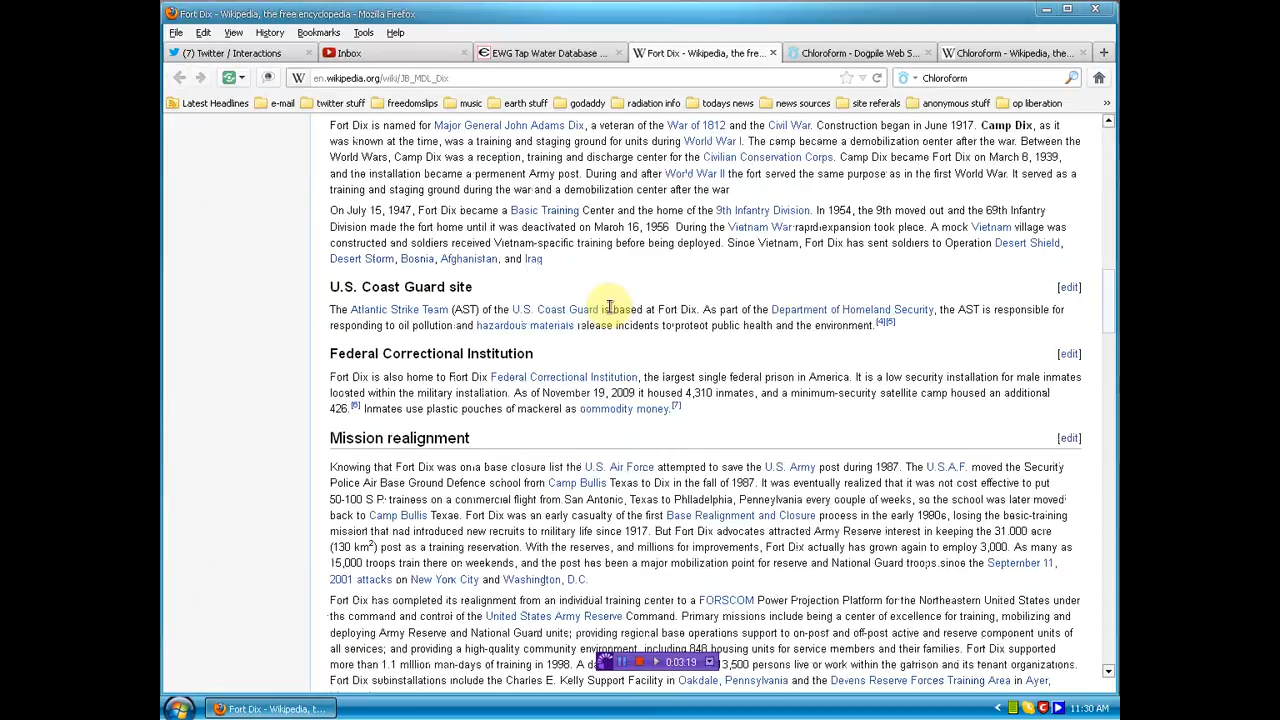 Fort Dix - Wikipedia, the free encyclopedia - Mozilla Firefox
File Edit View History Bookmarks Tools Help
(7) Twitter / Interactions × Inbox × EWG Tap Water Database ... × Fort Dix - Wikipedia, the fre... × Chloroform - Dogpile Web S... × Chloroform - Wikipedia, the... × +
en.wikipedia.org/wiki/JB_MDL_Dix Chloroform
Latest Headlines e-mail twitter stuff freedomslips music earth stuff godaddy radiation info todays news news sources site referals anonymous stuff op liberation »
Fort Dix is named for Major General John Adams Dix, a veteran of the War of 1812 and the Civil War. Construction began in June 1917. Camp Dix, as it
was known at the time, was a training and staging ground for units during World War I. The camp became a demobilization center after the war. Between the
World Wars, Camp Dix was a reception, training and discharge center for the Civilian Conservation Corps. Camp Dix became Fort Dix on March 8, 1939,
and the installation became a permanent Army post. During and after World War II the fort served the same purpose as in the first World War. It served as a
training and staging ground during the war and a demobilization center after the war
On July 15, 1947, Fort Dix became a Basic Training Center and the home of the 9th Infantry Division. In 1954, the 9th moved out and the 69th Infantry
Division made the fort home until it was deactivated on March 16, 1956 During the Vietnam War rapid expansion took place. A mock Vietnam village was
constructed and soldiers received Vietnam-specific training before being deployed. Since Vietnam, Fort Dix has sent soldiers to Operation Desert Shield,
Desert Storm, Bosnia, Afghanistan, and Iraq
U.S. Coast Guard site [edit]
The Atlantic Strike Team (AST) of the U.S. Coast Guard is based at Fort Dix. As part of the Department of Homeland Security, the AST is responsible for
responding to oil pollution and hazardous materials release incidents to protect public health and the environment.[4][5]
Federal Correctional Institution [edit]
Fort Dix is also home to Fort Dix Federal Correctional Institution, the largest single federal prison in America. It is a low security installation for male inmates
located within the military installation. As of November 19, 2009 it housed 4,310 inmates, and a minimum-security satellite camp housed an additional
426.[6] Inmates use plastic pouches of mackerel as commodity money.[7]
Mission realignment [edit]
Knowing that Fort Dix was on a base closure list the U.S. Air Force attempted to save the U.S. Army post during 1987. The U.S.A.F. moved the Security
Police Air Base Ground Defence school from Camp Bullis Texas to Dix in the fall of 1987. It was eventually realized that it was not cost effective to put
50-100 S P trainess on a commercial flight from San Antonio, Texas to Philadelphia, Pennsylvania every couple of weeks, so the school was later moved
back to Camp Bullis Texas. Fort Dix was an early casualty of the first Base Realignment and Closure process in the early 1990s, losing the basic-training
mission that had introduced new recruits to military life since 1917. But Fort Dix advocates attracted Army Reserve interest in keeping the 31,000 acre
(130 km2) post as a training reservation. With the reserves, and millions for improvements, Fort Dix actually has grown again to employ 3,000. As many as
15,000 troops train there on weekends, and the post has been a major mobilization point for reserve and National Guard troops since the September 11,
2001 attacks on New York City and Washington, D.C.
Fort Dix has completed its realignment from an individual training center to a FORSCOM Power Projection Platform for the Northeastern United States under
the command and control of the United States Army Reserve Command. Primary missions include being a center of excellence for training, mobilizing and
deploying Army Reserve and National Guard units; providing regional base operations support to on-post and off-post active and reserve component units of
all services; and providing a high-quality community environment, including 848 housing units for service members and their families. Fort Dix supported
more than 1.1 million man-days of training in 1998. A 3,500 persons live or work within the garrison and its tenant organizations.
Fort Dix substallations include the Charles E. Kelly Support Facility in Oakdale, Pennsylvania and the Devens Reserve Forces Training Area in Ayer,
0:03:19
Fort Dix - Wikipedia, t... 11:30 AM